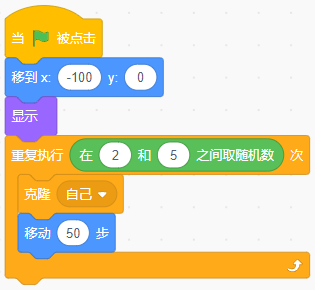 当 被点击
移到 x: -100 y: 0
显示
重复执行 在 2 和 5 之间取随机数 次
克隆 自己
移动 50 步